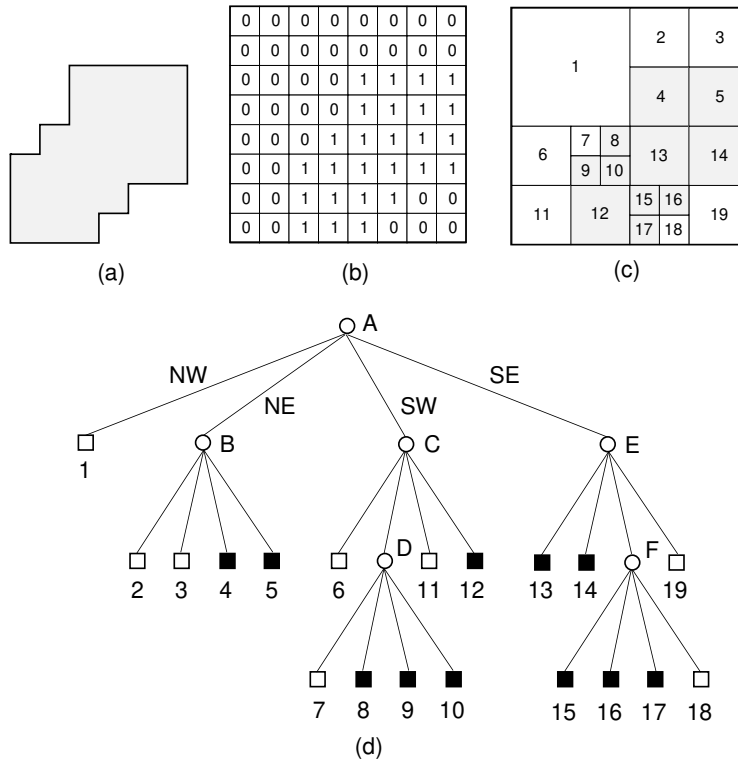 0 0 0 0 0 0 0 0
0 0 0 0 0 0 0 0
0 0 0 0 1 1 1 1
0 0 0 0 1 1 1 1
0 0 0 1 1 1 1 1
0 0 1 1 1 1 1 1
0 0 1 1 1 1 0 0
0 0 1 1 1 0 0 0
2 3
1
4 5
7 8
6 13 14
9 10
15 16
11 12 19
17 18
(a) (b) (c)
A
NW NE SW SE
B C E
1
D F
2 3 4 5 6 11 12 13 14 19
7 8 9 10 15 16 17 18
(d)